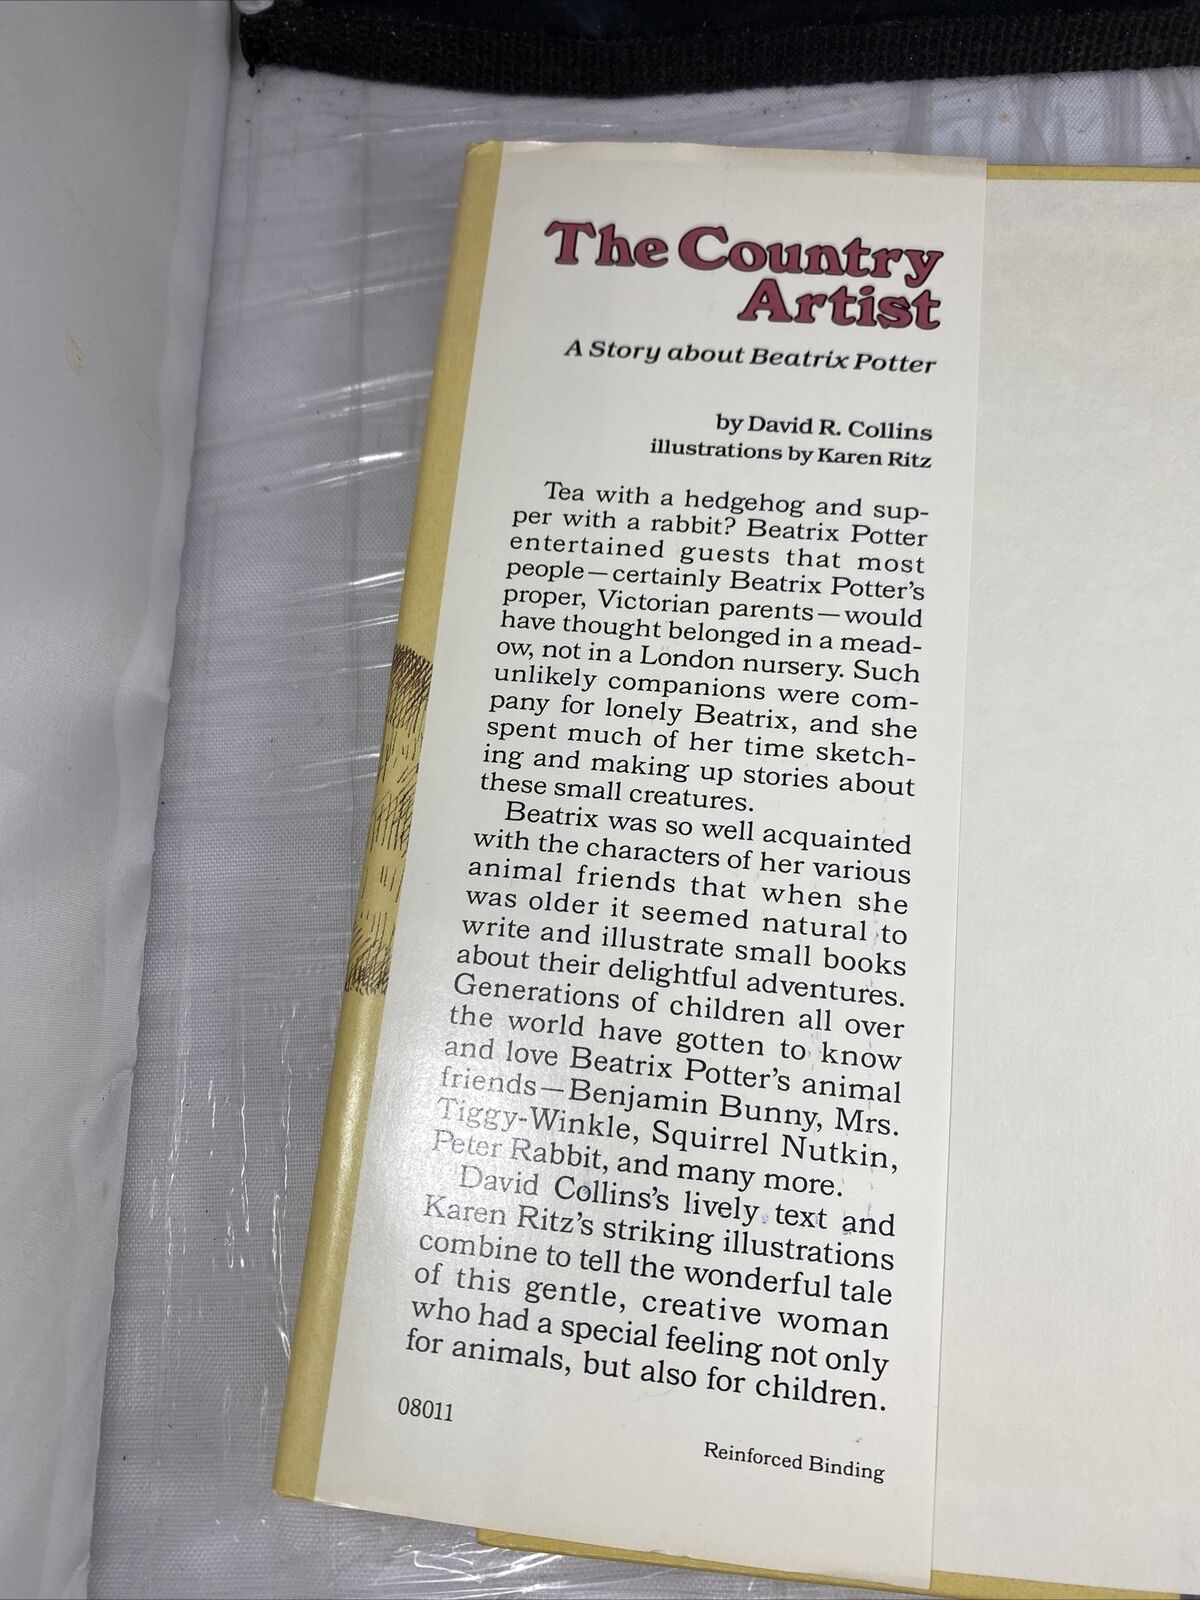 The Country
Artist
A Story about Beatrix Potter
by David R. Collins
illustrations by Karen Ritz
Tea with a hedgehog and sup-
per with a rabbit? Beatrix Potter
entertained guests that most
people—certainly Beatrix Potter's
proper, Victorian parents—would
have thought belonged in a mead-
ow, not in a London nursery. Such
unlikely companions were com-
pany for lonely Beatrix, and she
spent much of her time sketch-
ing and making up stories about
these small creatures.
Beatrix was so well acquainted
with the characters of her various
animal friends that when she
was older it seemed natural to
write and illustrate small books
about their delightful adventures.
Generations of children all over
the world have gotten to know
and love Beatrix Potter's animal
friends—Benjamin Bunny, Mrs.
Tiggy-Winkle, Squirrel Nutkin,
Peter Rabbit, and many more.
David Collins's lively text and
Karen Ritz's striking illustrations
combine to tell the wonderful tale
of this gentle, creative woman
who had a special feeling not only
for animals, but also for children.
08011
Reinforced Binding